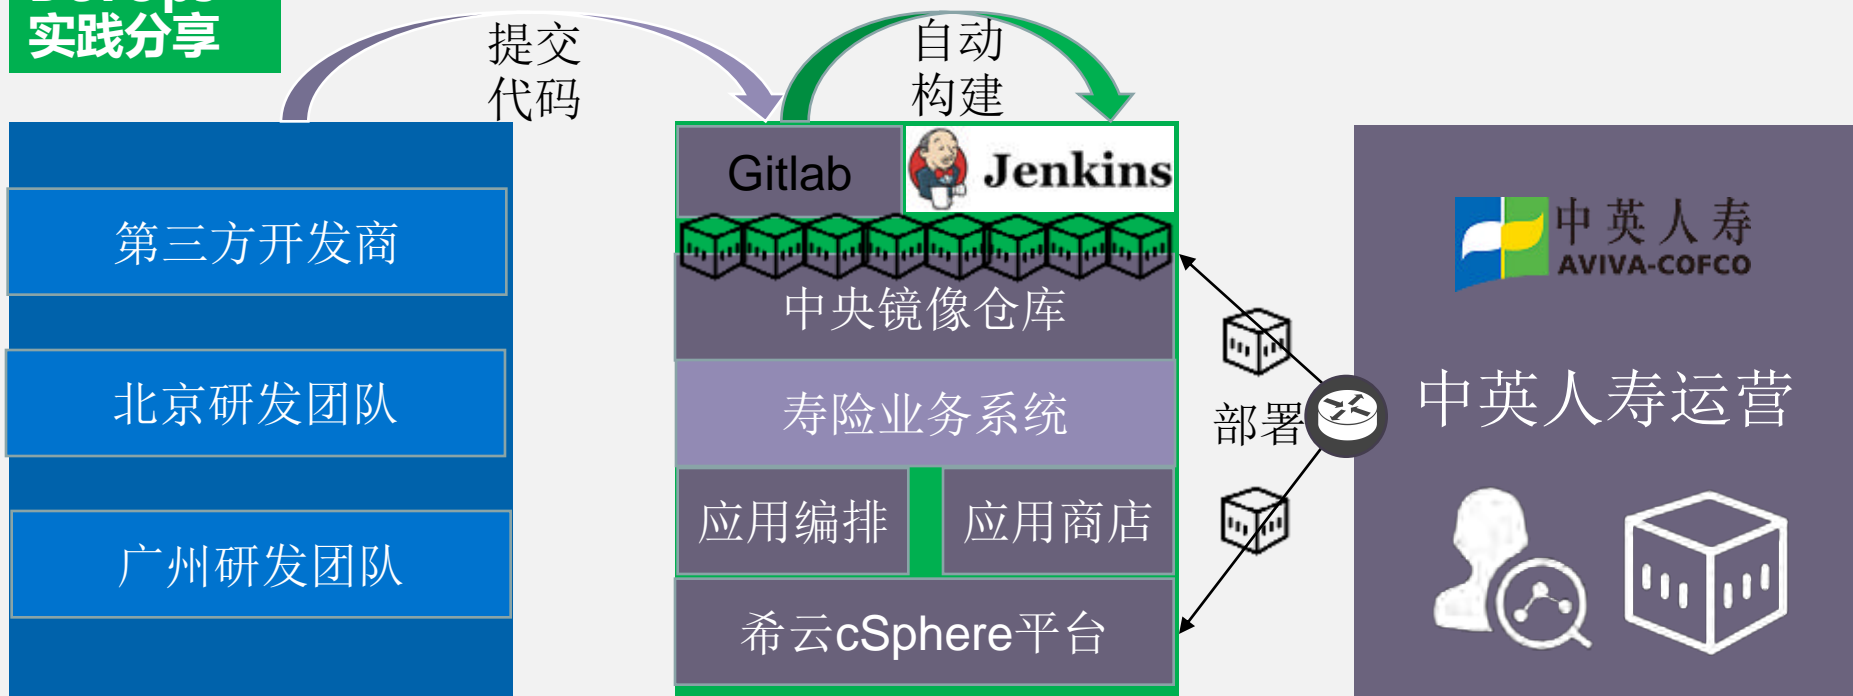 DevOps
实践分享
提交
代码
自动
构建
Gitlab
Jenkins
第三方开发商
北京研发团队
广州研发团队
中央镜像仓库
寿险业务系统
应用编排
应用商店
希云cSphere平台
部署
中英人寿
AVIVA-COFCO
中英人寿运营